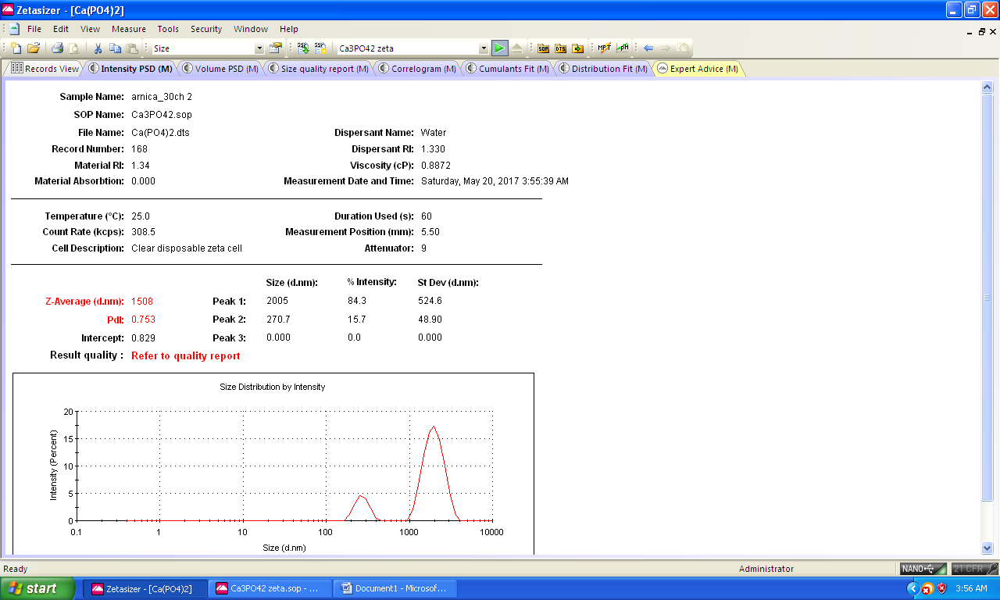 Zetasizer - [Ca(PO4)2]
File Edit View Measure Tools Security Window Help
Size Ca3PO42 zeta
Records View Intensity PSD (M) Volume PSD (M) Size quality report (M) Correlogram (M) Cumulants Fit (M) Distribution Fit (M) Expert Advice (M)
Sample Name: arnica_30ch 2
SOP Name: Ca3PO42.sop
File Name: Ca(PO4)2.dts Dispersant Name: Water
Record Number: 168 Dispersant RI: 1.330
Material RI: 1.34 Viscosity (cP): 0.8872
Material Absorbtion: 0.000 Measurement Date and Time: Saturday, May 20, 2017 3:55:39 AM
Temperature (°C): 25.0 Duration Used (s): 60
Count Rate (kcps): 308.5 Measurement Position (mm): 5.50
Cell Description: Clear disposable zeta cell Attenuator: 9
Size (d.nm): % Intensity: St Dev (d.nm):
Z-Average (d.nm): 1508 Peak 1: 2005 84.3 524.6
PdI: 0.753 Peak 2: 270.7 15.7 48.90
Intercept: 0.829 Peak 3: 0.000 0.0 0.000
Result quality : Refer to quality report
Size Distribution by Intensity
Intensity (Percent)
20
15
10
5
0
0.1 1 10 100 1000 10000
Size (d.nm)
Ready Administrator NANO 21 CFR
start Zetasizer - [Ca(PO4)2] Ca3PO42 zeta.sop - ... Document1 - Microsof... 3:56 AM